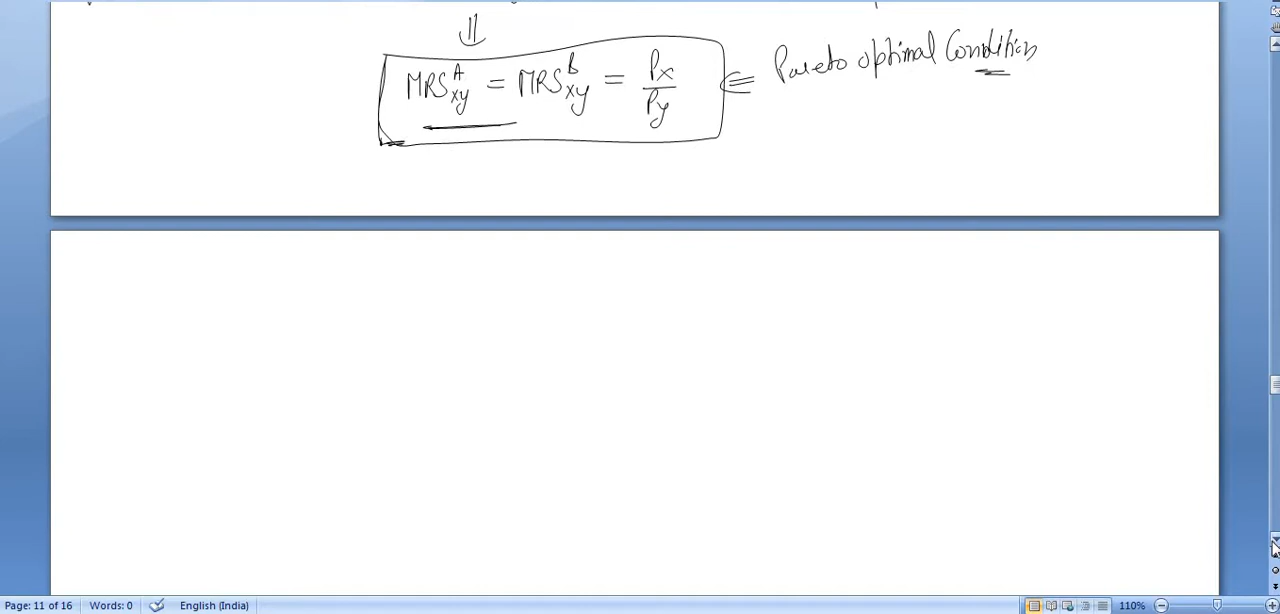 MRS^A_xy = MRS^B_xy = Px/Py ⇐ Pareto optimal Condition
Page: 11 of 16 Words: 0 English (India) 110%